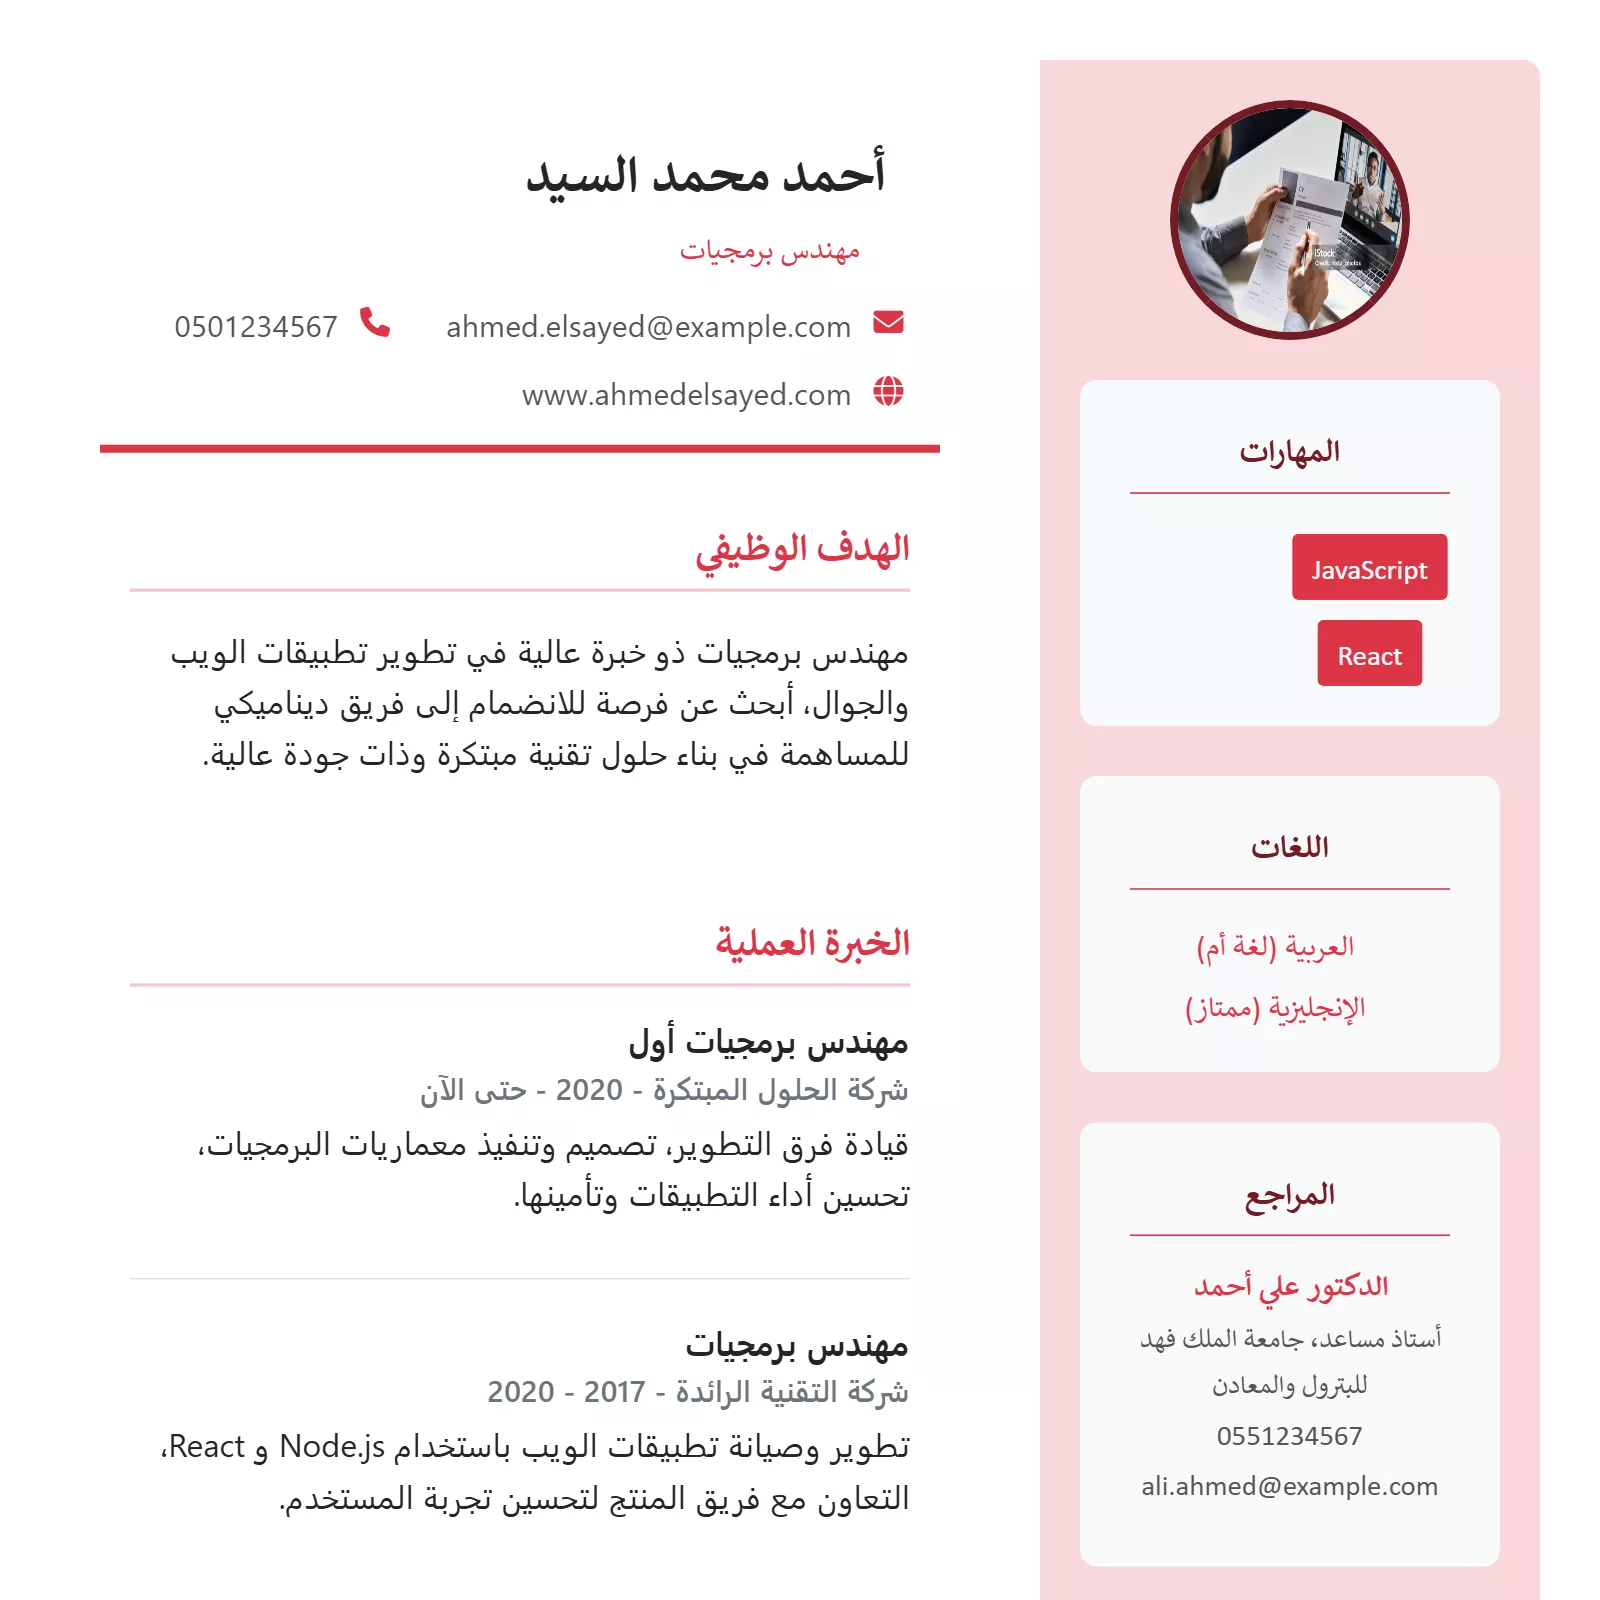 أحمد محمد السيد
مهندس برمجيات
ahmed.elsayed@example.com 0501234567
www.ahmedelsayed.com
الهدف الوظيفي
مهندس برمجيات ذو خبرة عالية في تطوير تطبيقات الويب
والجوال، أبحث عن فرصة للانضمام إلى فريق ديناميكي
للمساهمة في بناء حلول تقنية مبتكرة وذات جودة عالية.
الخبرة العملية
مهندس برمجيات أول
شركة الحلول المبتكرة - 2020 - حتى الآن
قيادة فرق التطوير، تصميم وتنفيذ معماريات البرمجيات،
تحسين أداء التطبيقات وتأمينها.
مهندس برمجيات
شركة التقنية الرائدة - 2017 - 2020
تطوير وصيانة تطبيقات الويب باستخدام Node.js و React،
التعاون مع فريق المنتج لتحسين تجربة المستخدم.
iStock
المهارات
JavaScript
React
اللغات
العربية (لغة أم)
الإنجليزية (ممتاز)
المراجع
الدكتور علي أحمد
أستاذ مساعد، جامعة الملك فهد
للبترول والمعادن
0551234567
ali.ahmed@example.com